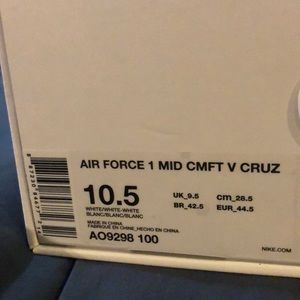 AIR FORCE 1 MID CMFT V CRUZ
10.5
UK_9.5
cm_28.5
BR_42.5
EUR_44.5
WHITE/WHITE-WHITE
BLANC/BLANC/BLANC
MADE IN CHINA
FABRIQUE EN CHINE_HECHO EN CHINA
AO9298 100
NIKE.COM